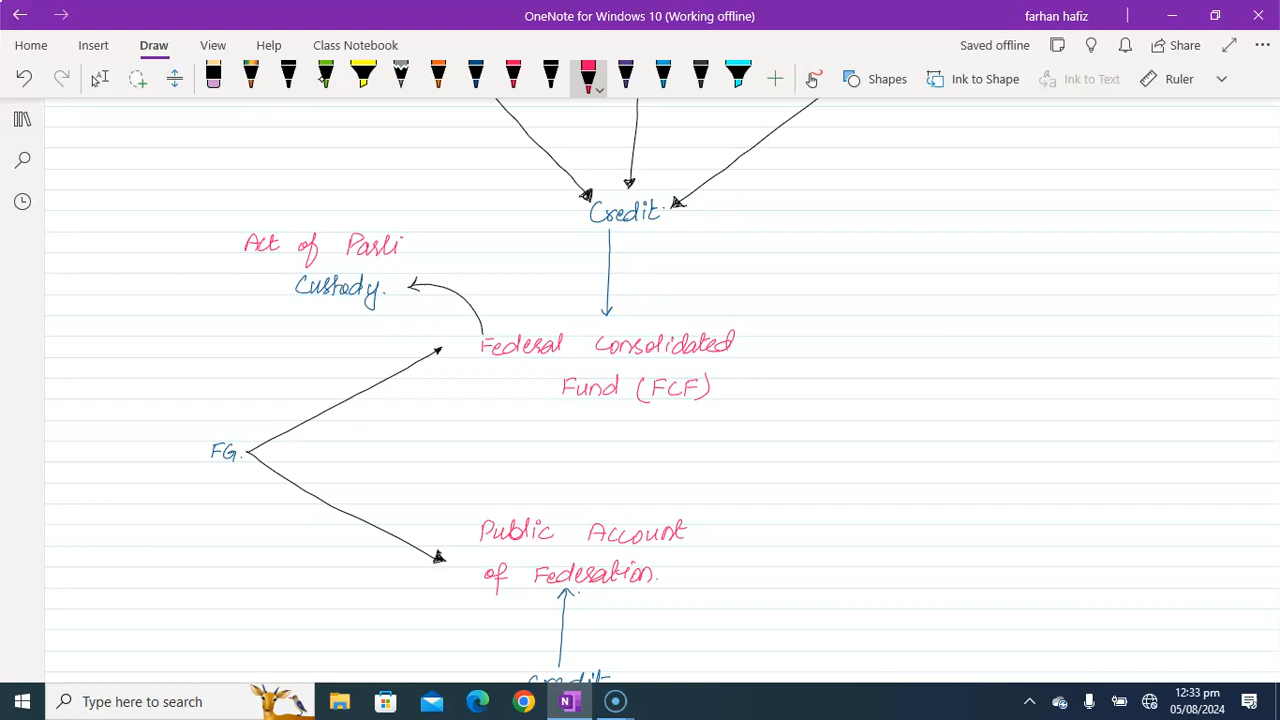 OneNote for Windows 10 (Working offline)
farhan hafiz
Home Insert Draw View Help Class Notebook
Saved offline
Share
Shapes
Ink to Shape
Ink to Text
Ruler
Credit.
Act of Parli
Custody.
Federal Consolidated
Fund (FCF)
FG.
Public Account
of Federation.
Credit
Type here to search
12:33 pm
05/08/2024